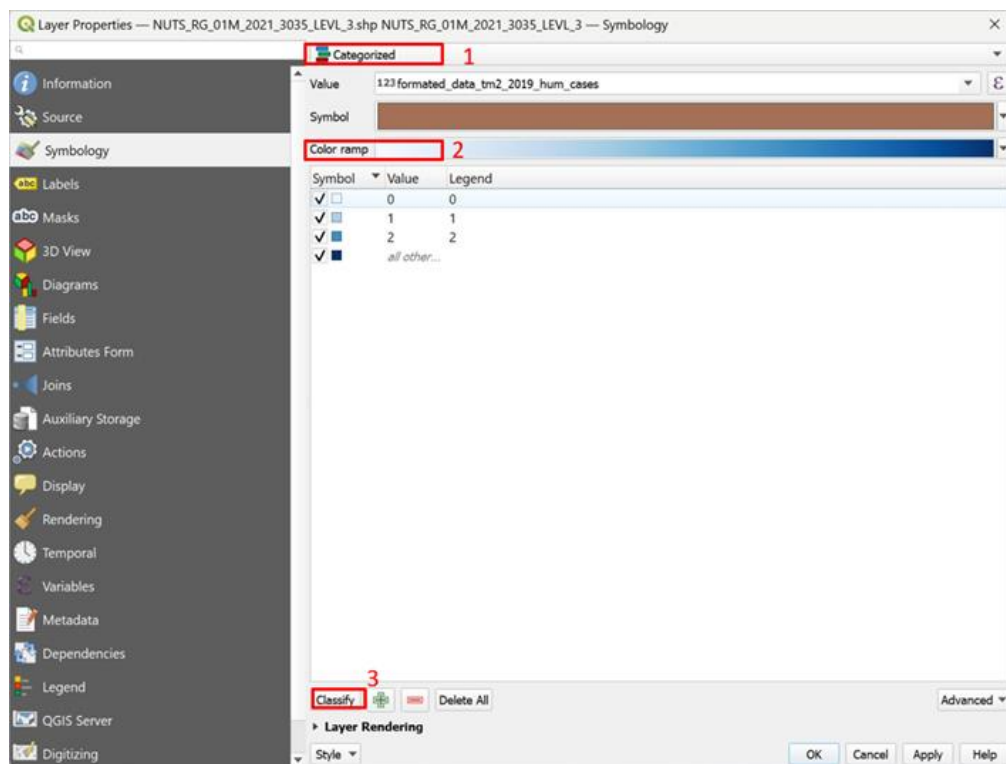 Layer Properties — NUTS_RG_01M_2021_3035_LEVL_3.shp NUTS_RG_01M_2021_3035_LEVL_3 — Symbology
Categorized 1
Information
Source
Symbology
Labels
Masks
3D View
Diagrams
Fields
Attributes Form
Joins
Auxiliary Storage
Actions
Display
Rendering
Temporal
Variables
Metadata
Dependencies
Legend
QGIS Server
Digitizing
Value 123 formated_data_tm2_2019_hum_cases ε
Symbol
Color ramp 2
Symbol Value Legend
0 0
1 1
2 2
all other...
3
Classify Delete All Advanced
Layer Rendering
Style OK Cancel Apply Help